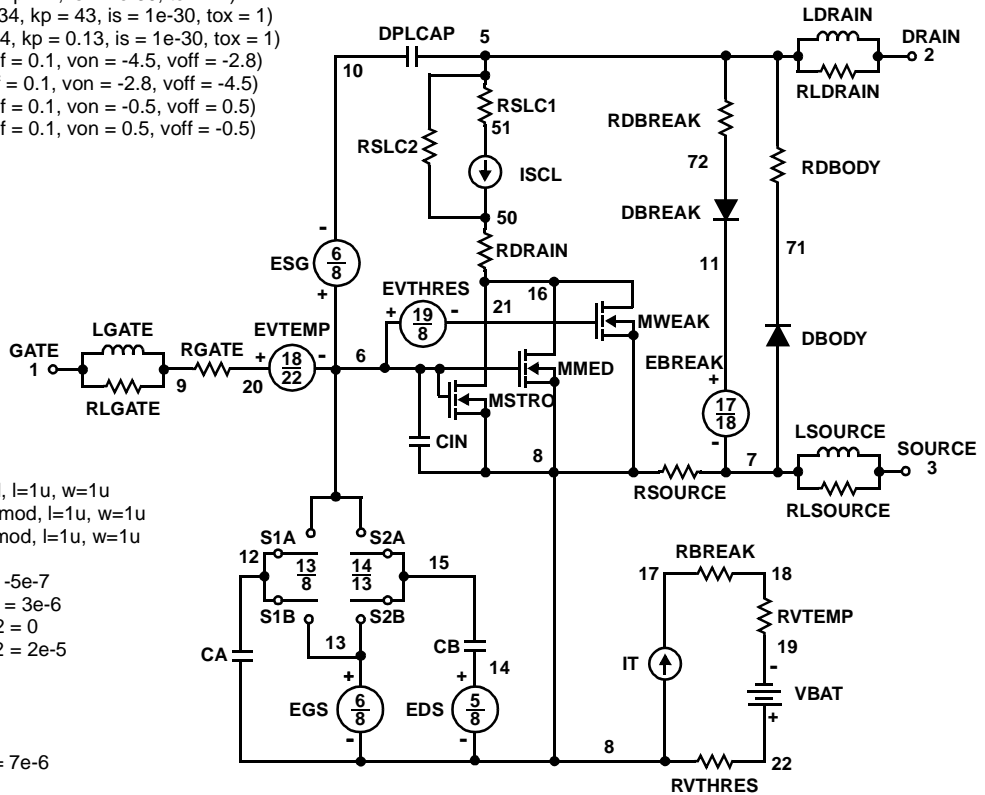 34, kp = 43, is = 1e-30, tox = 1)
4, kp = 0.13, is = 1e-30, tox = 1)
ff = 0.1, von = -4.5, voff = -2.8)
f = 0.1, von = -2.8, voff = -4.5)
f = 0.1, von = -0.5, voff = 0.5)
f = 0.1, von = 0.5, voff = -0.5)
LDRAIN
DPLCAP 5 DRAIN
10 2
RSLC1 RLDRAIN
51 RDBREAK
RSLC2 72 RDBODY
ISCL
DBREAK
50
- RDRAIN 71
ESG 6/8 11
+ EVTHRES 16
+ 19/8 - 21 MWEAK
LGATE EVTEMP
GATE RGATE + 18/22 - 6 MMED EBREAK DBODY
1 +
9 20 MSTRO 17/18
RLGATE -
CIN 8 7 LSOURCE SOURCE
3
RSOURCE RLSOURCE
, l=1u, w=1u
mod, l=1u, w=1u
mod, l=1u, w=1u
S1A S2A RBREAK
12 13/8 14/13 15 17 18
-5e-7
= 3e-6
S1B S2B RVTEMP
2 = 0
2 = 2e-5
13 CB 19
CA 14 IT -
+ + VBAT
EGS 6/8 EDS 5/8 +
- - 8 22
= 7e-6
RVTHRES